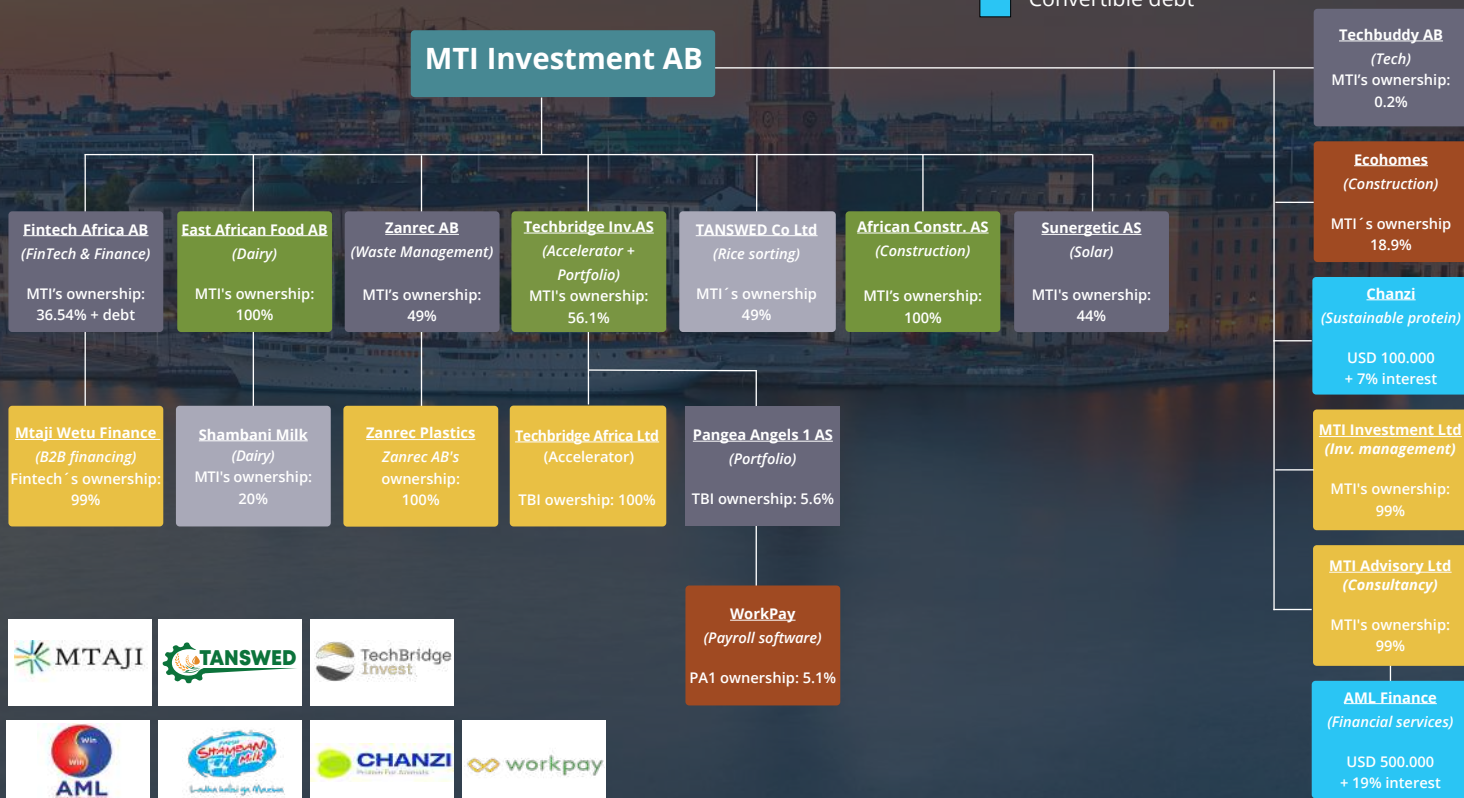 Convertible debt
MTI Investment AB
Techbuddy AB
(Tech)
MTI’s ownership:
0.2%
Ecohomes
(Construction)
MTI´s ownership
18.9%
Chanzi
(Sustainable protein)
USD 100.000
+ 7% interest
MTI Investment Ltd
(Inv. management)
MTI's ownership:
99%
MTI Advisory Ltd
(Consultancy)
MTI's ownership:
99%
AML Finance
(Financial services)
USD 500.000
+ 19% interest
Fintech Africa AB
(FinTech & Finance)
MTI’s ownership:
36.54% + debt
East African Food AB
(Dairy)
MTI's ownership:
100%
Zanrec AB
(Waste Management)
MTI’s ownership:
49%
Techbridge Inv.AS
(Accelerator +
Portfolio)
MTI's ownership:
56.1%
TANSWED Co Ltd
(Rice sorting)
MTI´s ownership
49%
African Constr. AS
(Construction)
MTI’s ownership:
100%
Sunergetic AS
(Solar)
MTI's ownership:
44%
Mtaji Wetu Finance
(B2B financing)
Fintech´s ownership:
99%
Shambani Milk
(Dairy)
MTI's ownership:
20%
Zanrec Plastics
Zanrec AB's
ownership:
100%
Techbridge Africa Ltd
(Accelerator)
TBI owership: 100%
Pangea Angels 1 AS
(Portfolio)
TBI ownership: 5.6%
WorkPay
(Payroll software)
PA1 ownership: 5.1%
MTAJI
TANSWED
TechBridge
Invest
Win
Win
AML
SHAMBANI
Milk
CHANZI
workpay